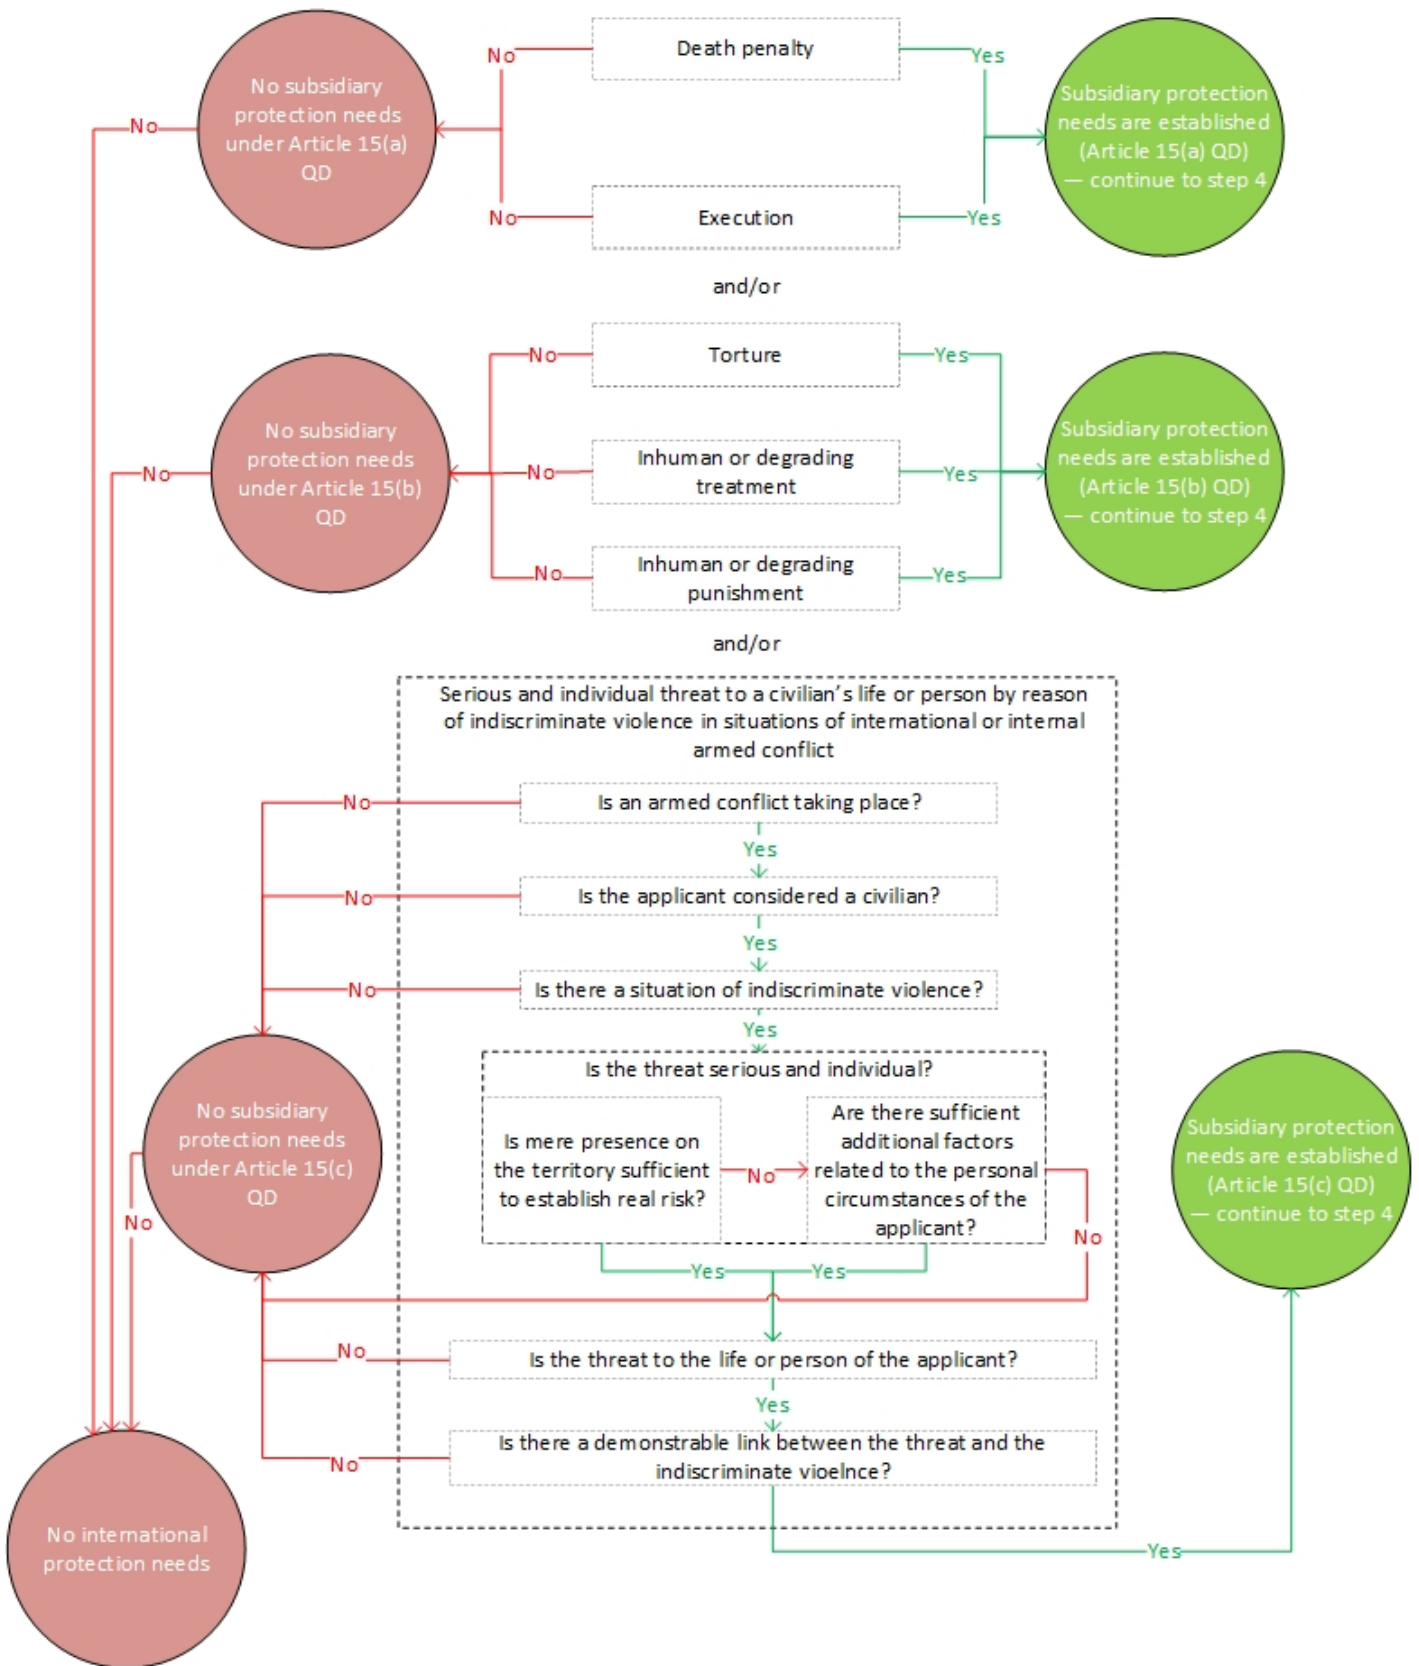 Death penalty
No
Yes
No subsidiary
protection needs
under Article 15(a)
QD
Subsidiary protection
needs are established
(Article 15(a) QD)
— continue to step 4
No
Execution
No
Yes
and/or
Torture
No
Yes
No subsidiary
protection needs
under Article 15(b)
QD
Subsidiary protection
needs are established
(Article 15(b) QD)
— continue to step 4
No
Inhuman or degrading
treatment
No
Yes
Inhuman or degrading
punishment
No
Yes
and/or
Serious and individual threat to a civilian's life or person by reason
of indiscriminate violence in situations of international or internal
armed conflict
No
Is an armed conflict taking place?
Yes
No
Is the applicant considered a civilian?
Yes
No
Is there a situation of indiscriminate violence?
Yes
Is the threat serious and individual?
Is mere presence on
the territory sufficient
to establish real risk?
No
Are there sufficient
additional factors
related to the personal
circumstances of the
applicant?
No
No subsidiary
protection needs
under Article 15(c)
QD
No
Subsidiary protection
needs are established
(Article 15(c) QD)
— continue to step 4
Yes
Yes
No
Is the threat to the life or person of the applicant?
Yes
No
Is there a demonstrable link between the threat and the
indiscriminate vioelnce?
Yes
No international
protection needs